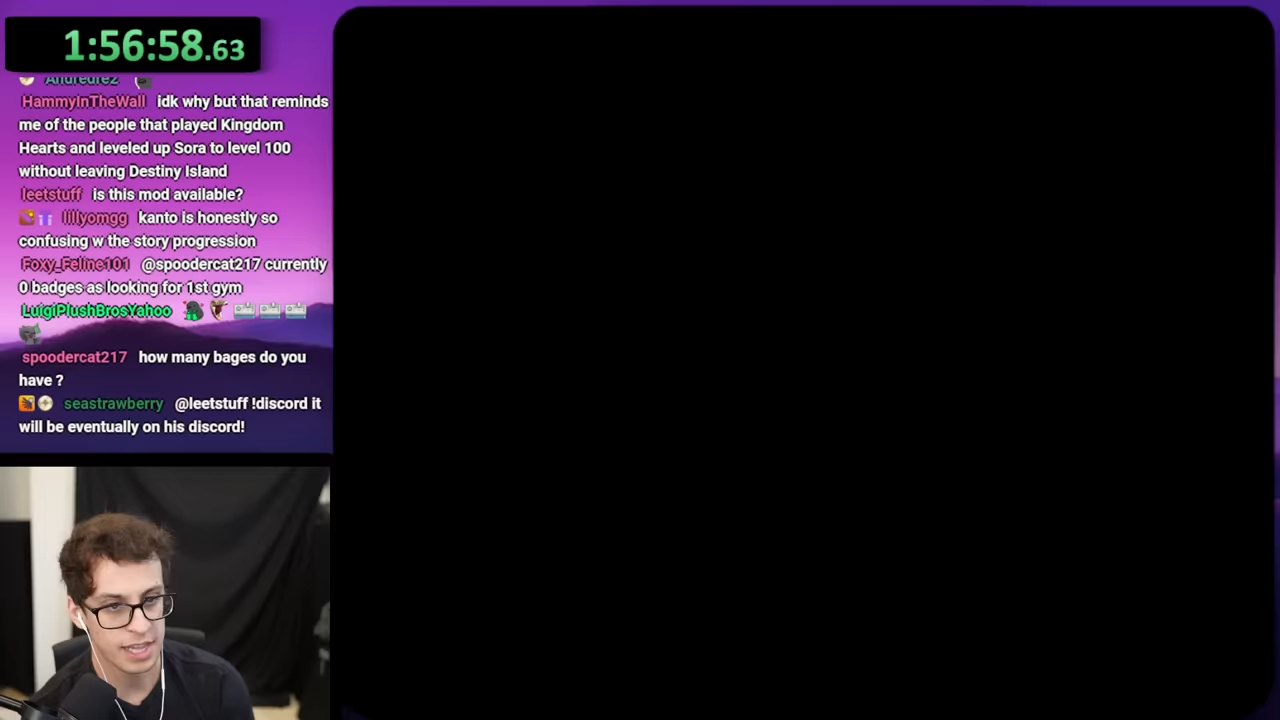 1:56:58.63
Andredre2
HammyInTheWall idk why but that reminds
me of the people that played Kingdom
Hearts and leveled up Sora to level 100
without leaving Destiny Island
leetstuff is this mod available?
lillyomgg kanto is honestly so
confusing w the story progression
Foxy_Feline101 @spoodercat217 currently
0 badges as looking for 1st gym
LuigiPlushBrosYahoo
spoodercat217 how many bages do you
have ?
seastrawberry @leetstuff !discord it
will be eventually on his discord!